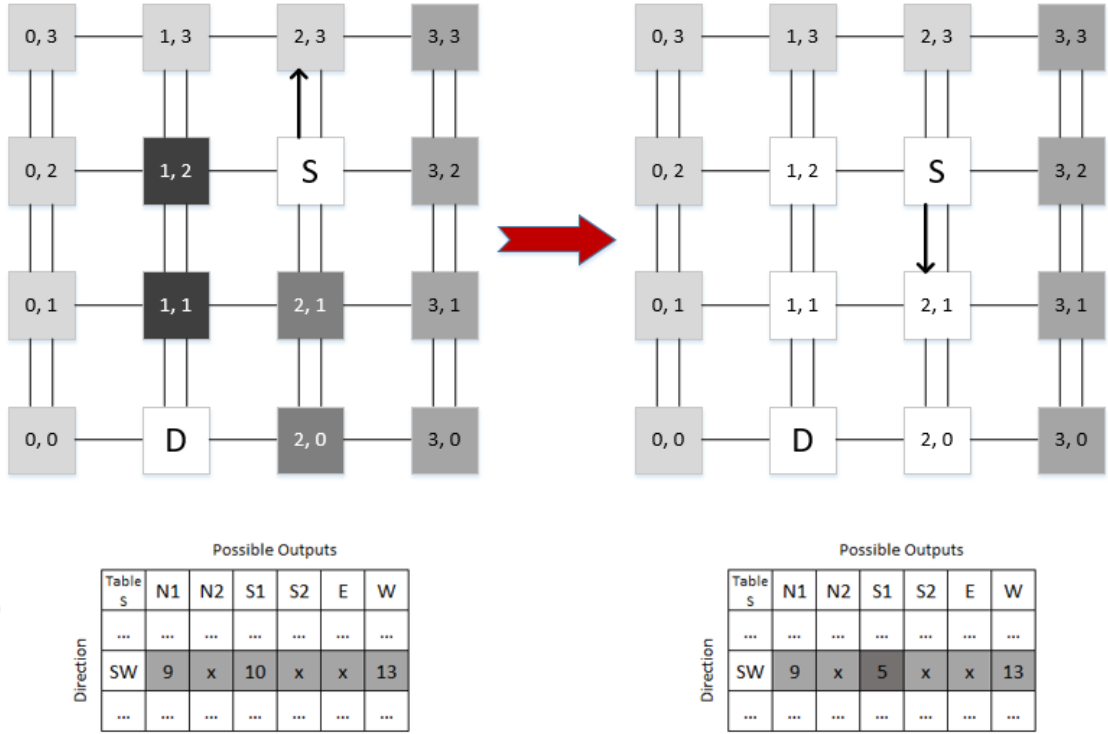 0, 3 1, 3 2, 3 3, 3
0, 2 1, 2 S 3, 2
0, 1 1, 1 2, 1 3, 1
0, 0 D 2, 0 3, 0
0, 3 1, 3 2, 3 3, 3
0, 2 1, 2 S 3, 2
0, 1 1, 1 2, 1 3, 1
0, 0 D 2, 0 3, 0
Possible Outputs
Direction
Table S N1 N2 S1 S2 E W
... ... ... ... ... ... ...
SW 9 x 10 x x 13
... ... ... ... ... ... ...
Possible Outputs
Direction
Table S N1 N2 S1 S2 E W
... ... ... ... ... ... ...
SW 9 x 5 x x 13
... ... ... ... ... ... ...